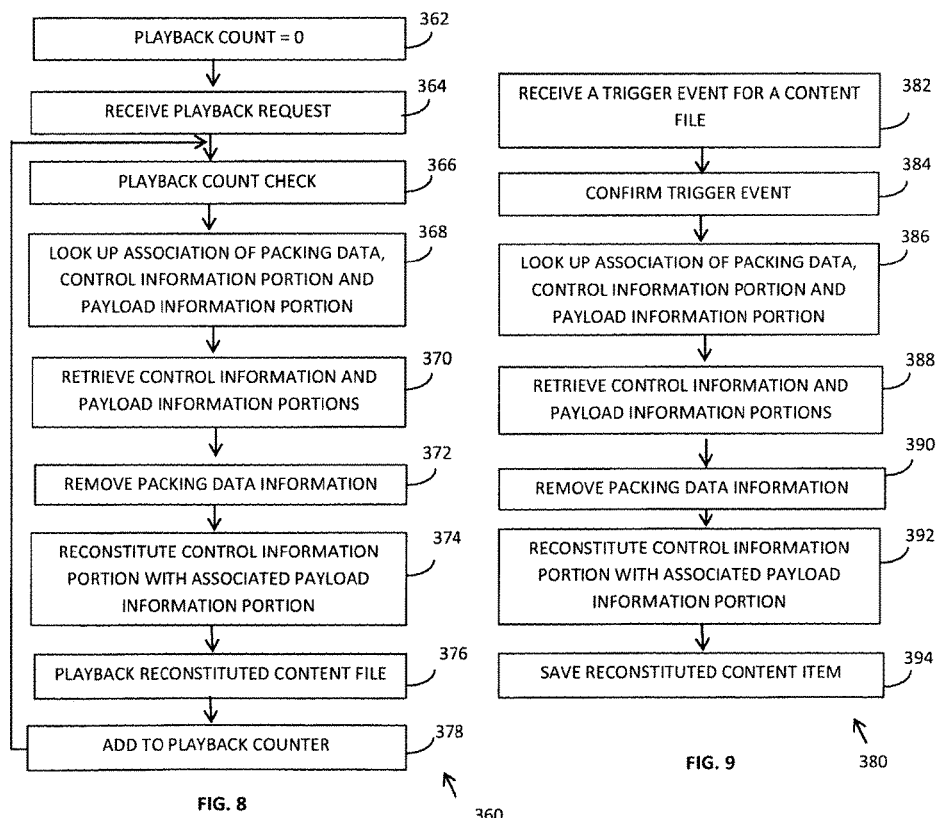 PLAYBACK COUNT = 0
362
RECEIVE PLAYBACK REQUEST
364
PLAYBACK COUNT CHECK
366
LOOK UP ASSOCIATION OF PACKING DATA,
CONTROL INFORMATION PORTION AND
PAYLOAD INFORMATION PORTION
368
RETRIEVE CONTROL INFORMATION AND
PAYLOAD INFORMATION PORTIONS
370
REMOVE PACKING DATA INFORMATION
372
RECONSTITUTE CONTROL INFORMATION
PORTION WITH ASSOCIATED PAYLOAD
INFORMATION PORTION
374
PLAYBACK RECONSTITUTED CONTENT FILE
376
ADD TO PLAYBACK COUNTER
378
FIG. 8
360
RECEIVE A TRIGGER EVENT FOR A CONTENT
FILE
382
CONFIRM TRIGGER EVENT
384
LOOK UP ASSOCIATION OF PACKING DATA,
CONTROL INFORMATION PORTION AND
PAYLOAD INFORMATION PORTION
386
RETRIEVE CONTROL INFORMATION AND
PAYLOAD INFORMATION PORTIONS
388
REMOVE PACKING DATA INFORMATION
390
RECONSTITUTE CONTROL INFORMATION
PORTION WITH ASSOCIATED PAYLOAD
INFORMATION PORTION
392
SAVE RECONSTITUTED CONTENT ITEM
394
FIG. 9
380